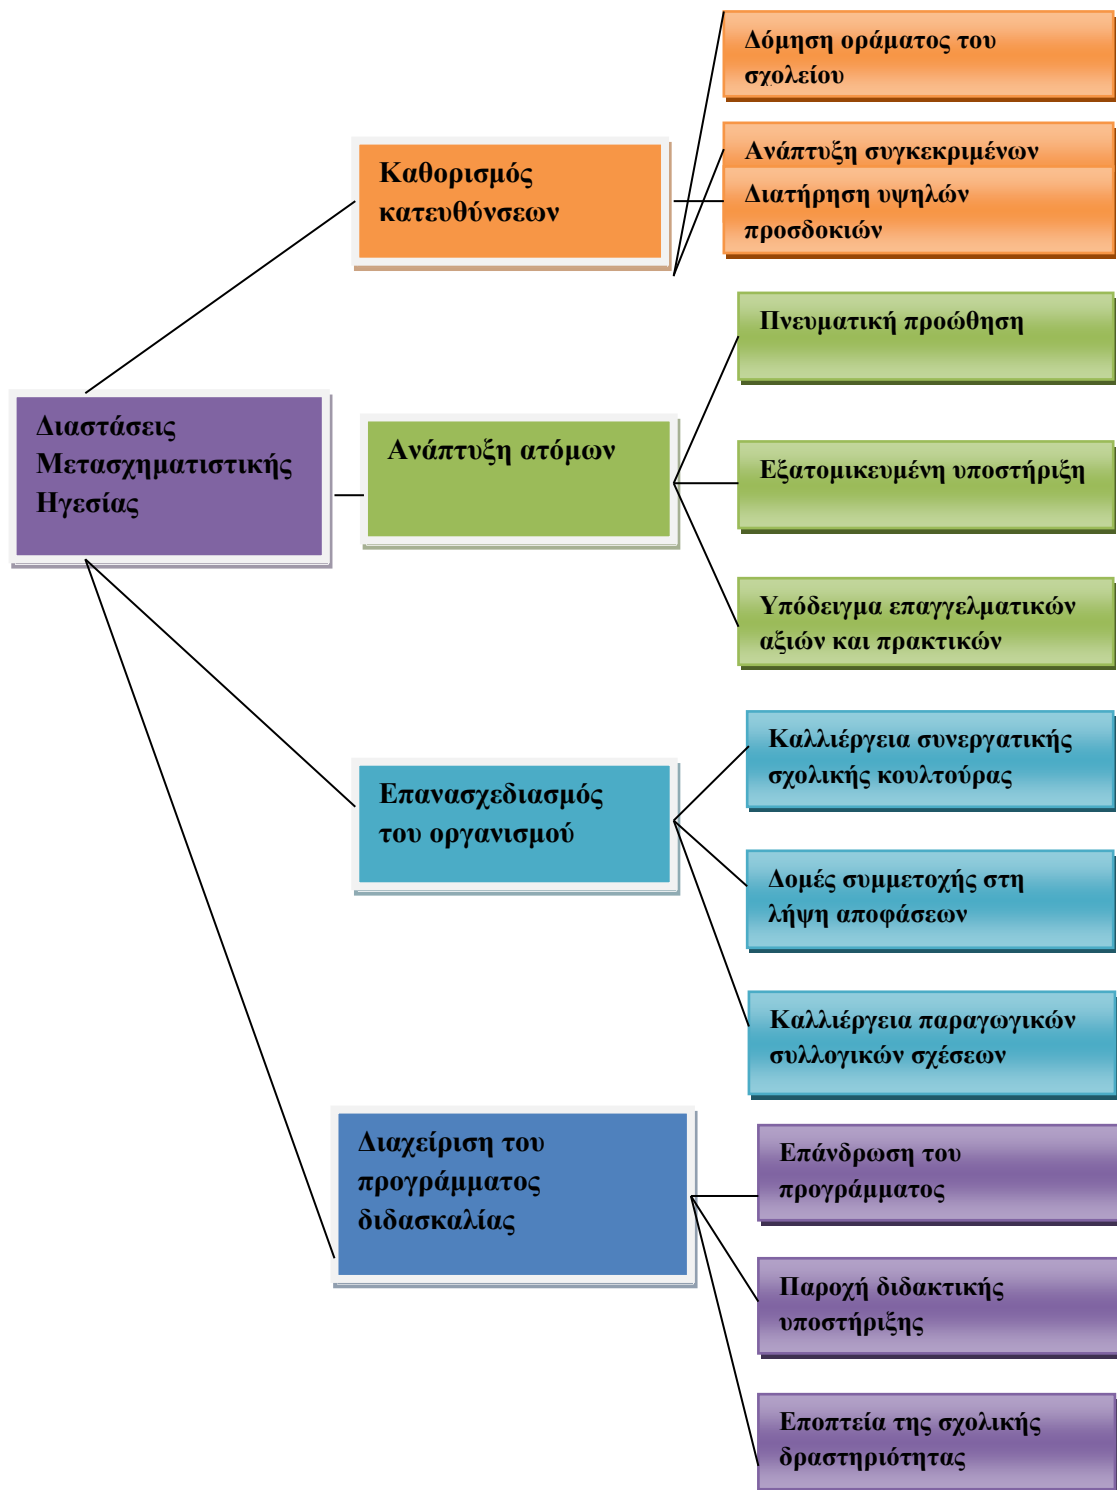 Διαστάσεις
Μετασχηματιστικής
Ηγεσίας
Καθορισμός
κατευθύνσεων
Δόμηση οράματος του
σχολείου
Ανάπτυξη συγκεκριμένων
Διατήρηση υψηλών
προσδοκιών
Ανάπτυξη ατόμων
Πνευματική προώθηση
Εξατομικευμένη υποστήριξη
Υπόδειγμα επαγγελματικών
αξιών και πρακτικών
Επανασχεδιασμός
του οργανισμού
Καλλιέργεια συνεργατικής
σχολικής κουλτούρας
Δομές συμμετοχής στη
λήψη αποφάσεων
Καλλιέργεια παραγωγικών
συλλογικών σχέσεων
Διαχείριση του
προγράμματος
διδασκαλίας
Επάνδρωση του
προγράμματος
Παροχή διδακτικής
υποστήριξης
Εποπτεία της σχολικής
δραστηριότητας